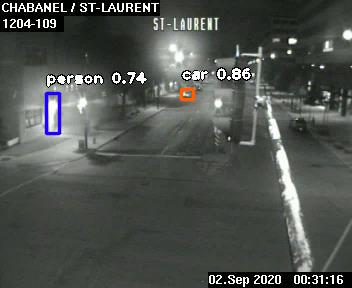 CHABANEL / ST-LAURENT
1204-109
ST-LAURENT
person 0.74
car 0.86
02.Sep 2020 00:31:16